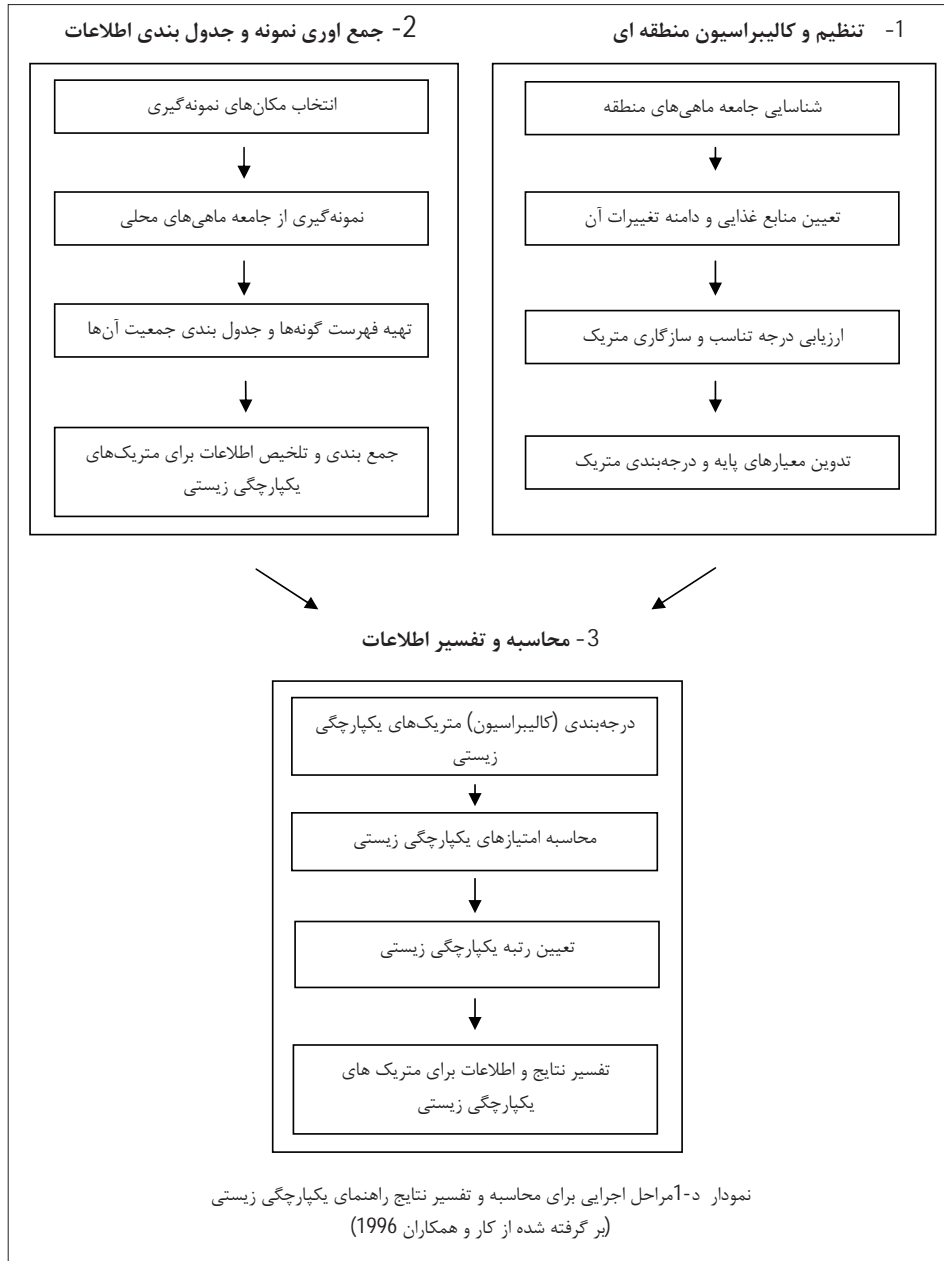 1- تنظیم و کالیبراسیون منطقه ای
شناسایی جامعه ماهی‌های منطقه
تعیین منابع غذایی و دامنه تغییرات آن
ارزیابی درجه تناسب و سازگاری متریک
تدوین معیارهای پایه و درجه‌بندی متریک
2- جمع اوری نمونه و جدول بندی اطلاعات
انتخاب مکان‌های نمونه‌گیری
نمونه‌گیری از جامعه ماهی‌های محلی
تهیه فهرست گونه‌ها و جدول بندی جمعیت آن‌ها
جمع بندی و تلخیص اطلاعات برای متریک‌های
یکپارچگی زیستی
3- محاسبه و تفسیر اطلاعات
درجه‌بندی (کالیبراسیون) متریک‌های یکپارچگی
زیستی
محاسبه امتیازهای یکپارچگی زیستی
تعیین رتبه یکپارچگی زیستی
تفسیر نتایج و اطلاعات برای متریک های
یکپارچگی زیستی
نمودار د-1مراحل اجرایی برای محاسبه و تفسیر نتایج راهنمای یکپارچگی زیستی
(بر گرفته شده از کار و همکاران 1996)